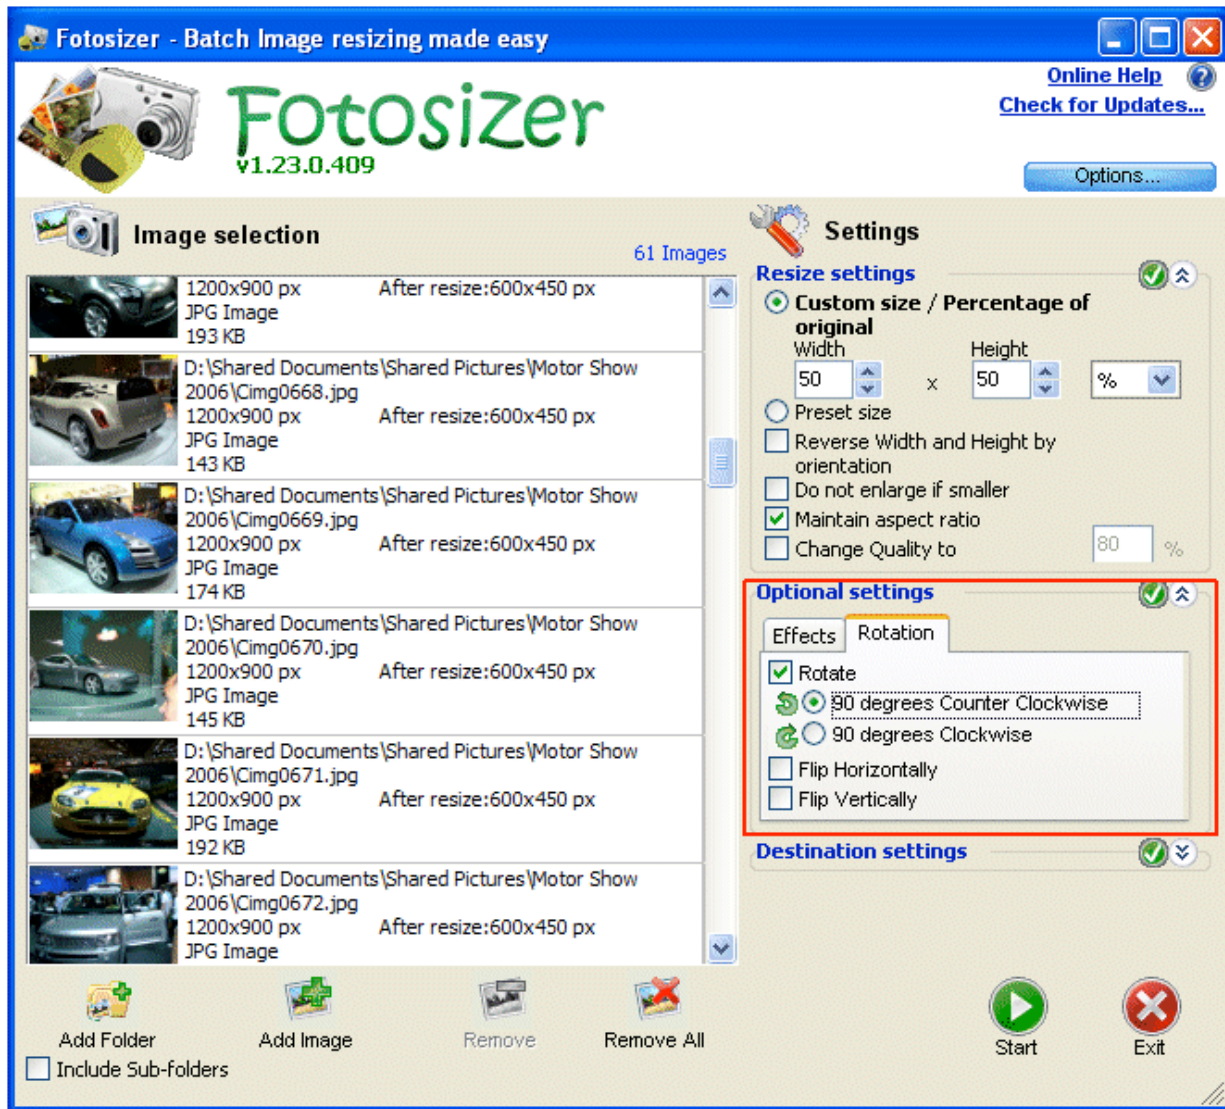 Fotosizer - Batch Image resizing made easy
Online Help
Check for Updates...
Fotosizer
v1.23.0.409
Options...
Image selection
61 Images
1200x900 px After resize:600x450 px
JPG Image
193 KB
D:\Shared Documents\Shared Pictures\Motor Show
2006\Cimg0668.jpg
1200x900 px After resize:600x450 px
JPG Image
143 KB
D:\Shared Documents\Shared Pictures\Motor Show
2006\Cimg0669.jpg
1200x900 px After resize:600x450 px
JPG Image
174 KB
D:\Shared Documents\Shared Pictures\Motor Show
2006\Cimg0670.jpg
1200x900 px After resize:600x450 px
JPG Image
145 KB
D:\Shared Documents\Shared Pictures\Motor Show
2006\Cimg0671.jpg
1200x900 px After resize:600x450 px
JPG Image
192 KB
D:\Shared Documents\Shared Pictures\Motor Show
2006\Cimg0672.jpg
1200x900 px After resize:600x450 px
JPG Image
Add Folder
Add Image
Remove
Remove All
Include Sub-folders
Settings
Resize settings
Custom size / Percentage of
original
Width Height
50 x 50 %
Preset size
Reverse Width and Height by
orientation
Do not enlarge if smaller
Maintain aspect ratio
Change Quality to 80 %
Optional settings
Effects Rotation
Rotate
90 degrees Counter Clockwise
90 degrees Clockwise
Flip Horizontally
Flip Vertically
Destination settings
Start
Exit